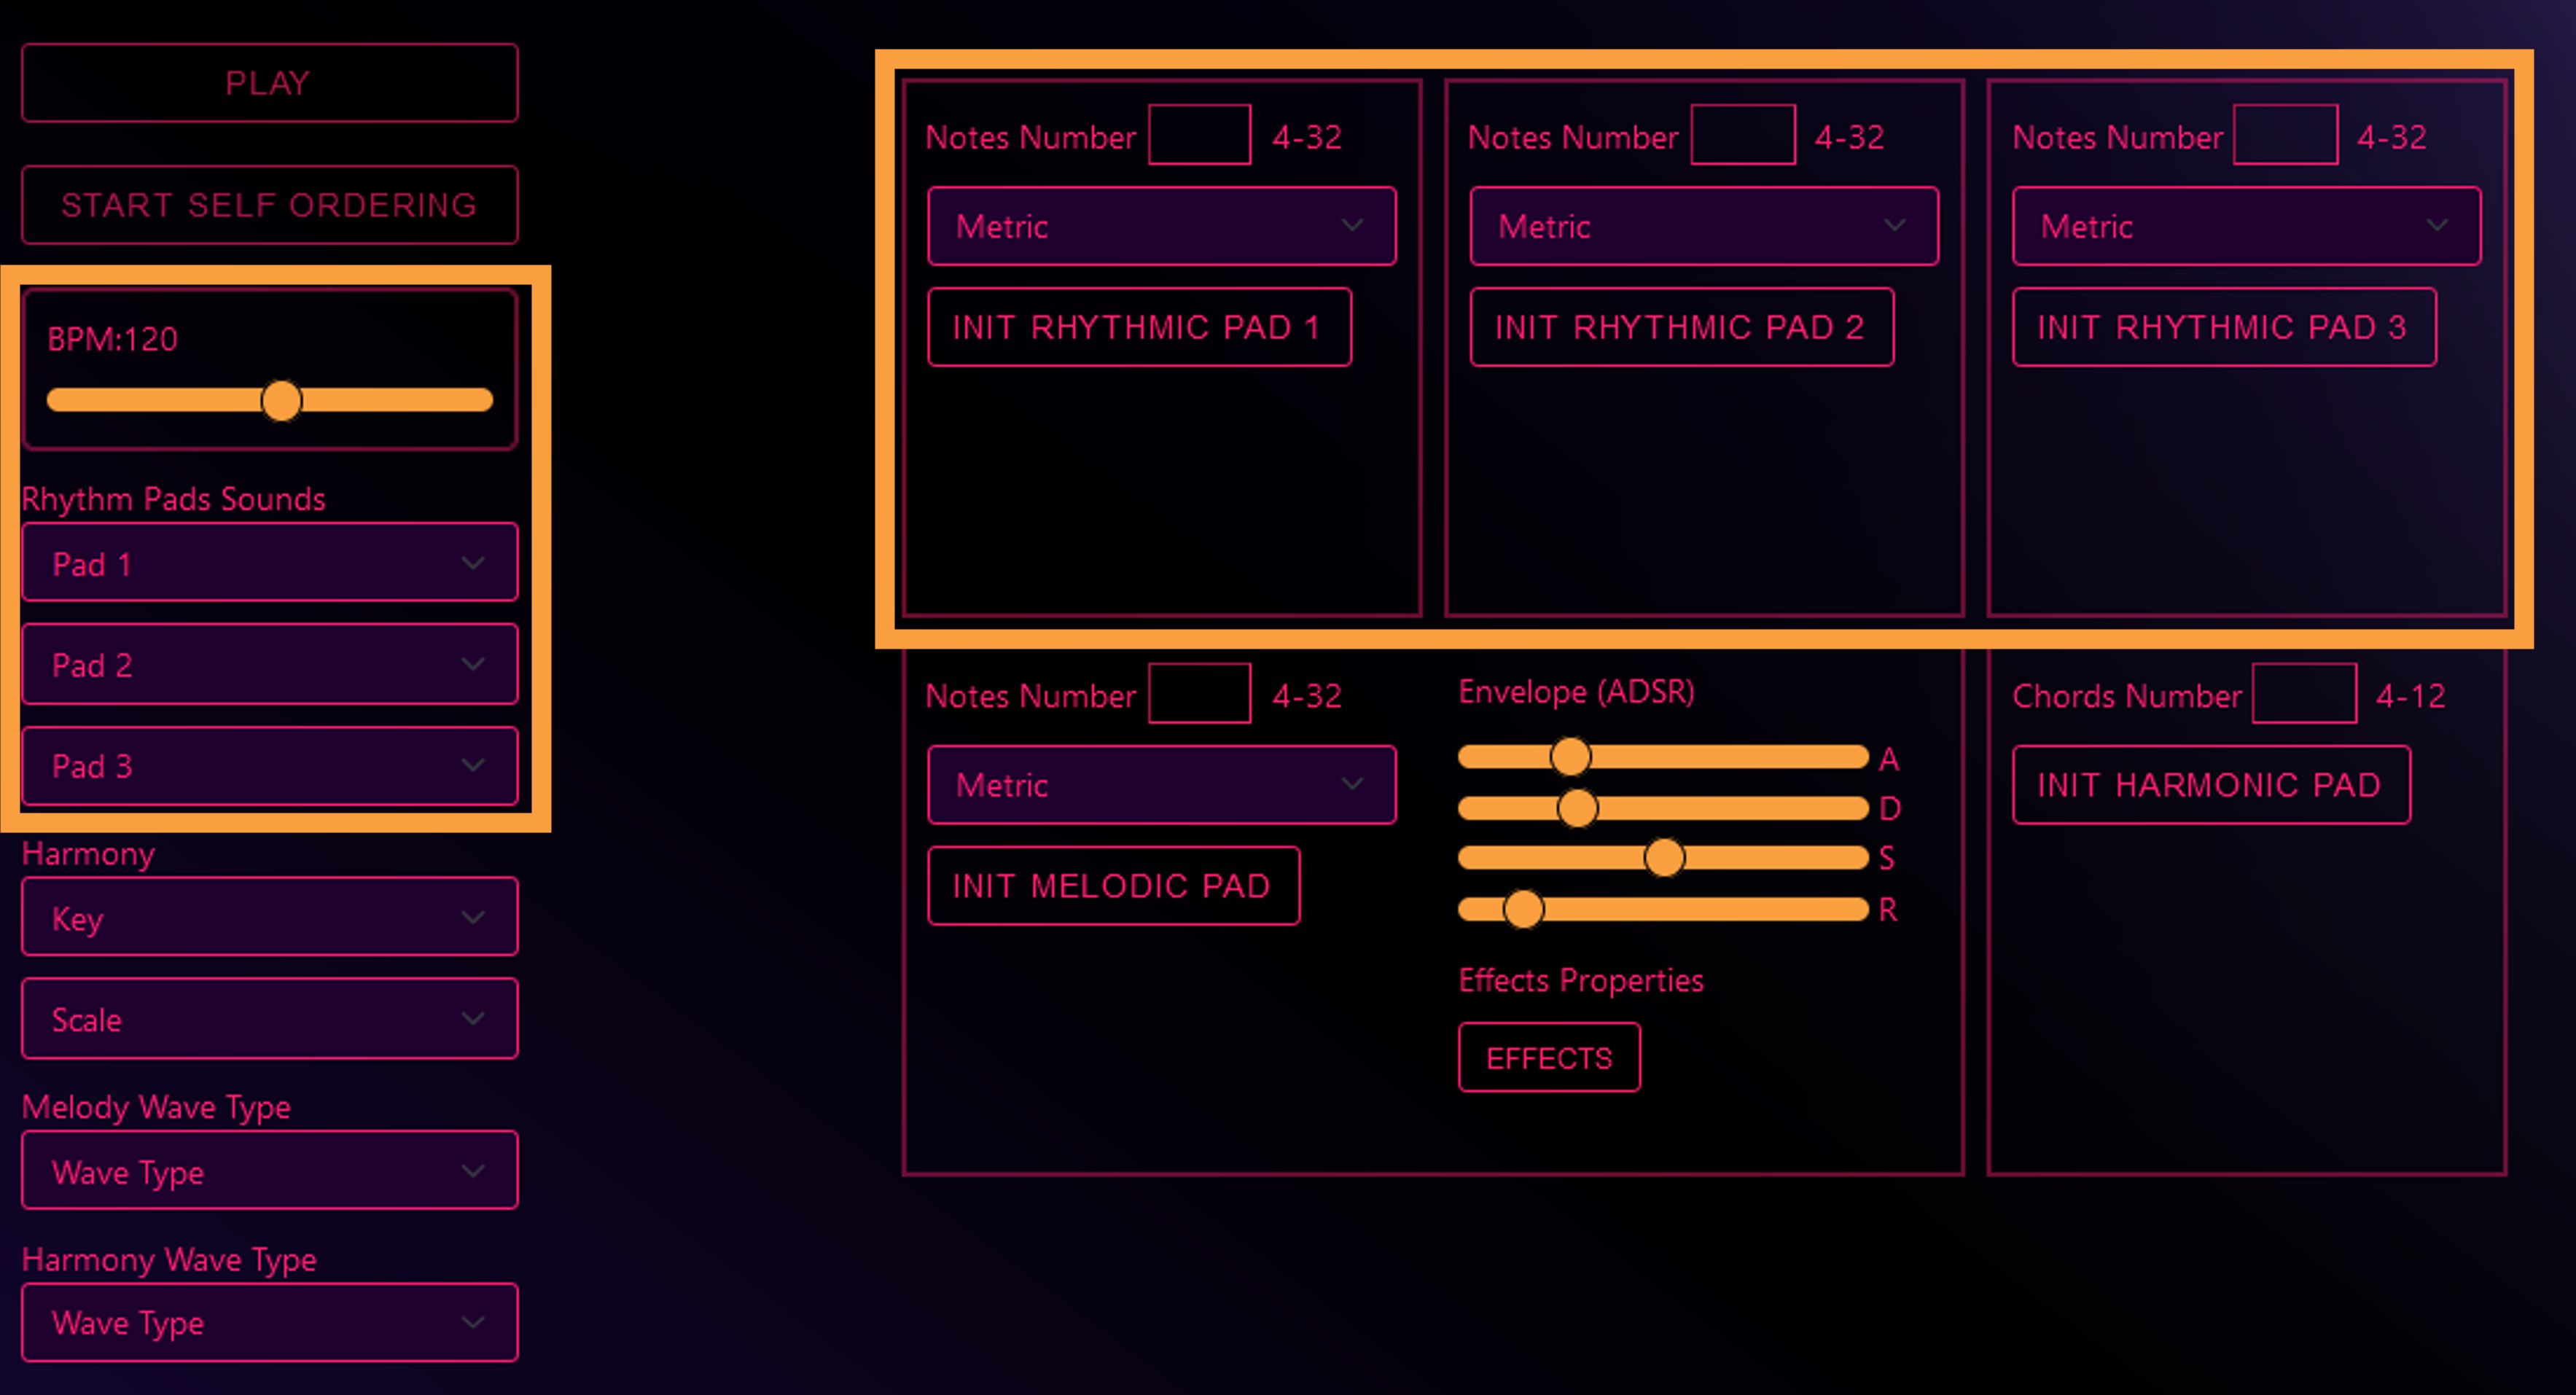 PLAY
START SELF ORDERING
BPM:120
Rhythm Pads Sounds
Pad 1
Pad 2
Pad 3
Harmony
Key
Scale
Melody Wave Type
Wave Type
Harmony Wave Type
Wave Type
Notes Number 4-32
Metric
INIT RHYTHMIC PAD 1
Notes Number 4-32
Metric
INIT RHYTHMIC PAD 2
Notes Number 4-32
Metric
INIT RHYTHMIC PAD 3
Notes Number 4-32
Metric
INIT MELODIC PAD
Envelope (ADSR)
A
D
S
R
Effects Properties
EFFECTS
Chords Number 4-12
INIT HARMONIC PAD